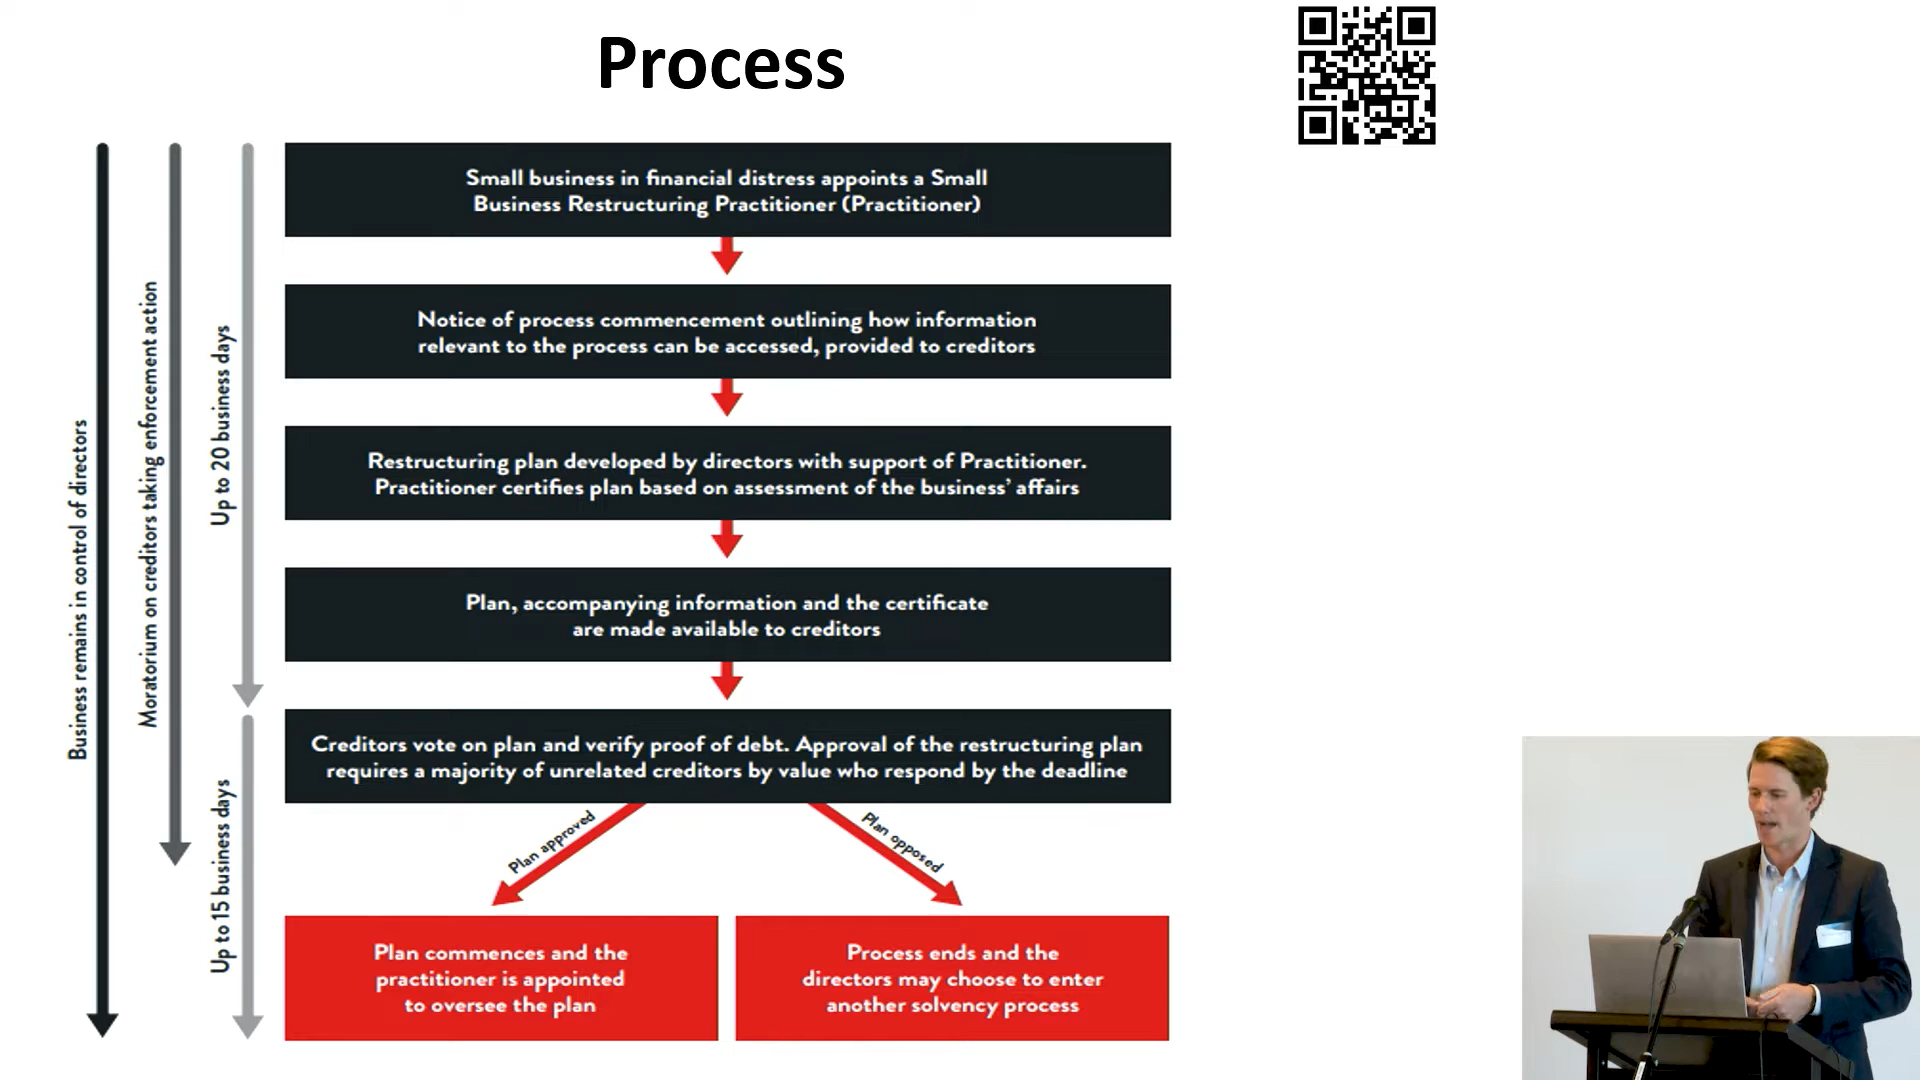 Process
Small business in financial distress appoints a Small
Business Restructuring Practitioner (Practitioner)
Notice of process commencement outlining how information
relevant to the process can be accessed, provided to creditors
Restructuring plan developed by directors with support of Practitioner.
Practitioner certifies plan based on assessment of the business’ affairs
Plan, accompanying information and the certificate
are made available to creditors
Creditors vote on plan and verify proof of debt. Approval of the restructuring plan
requires a majority of unrelated creditors by value who respond by the deadline
Plan approved
Plan opposed
Plan commences and the
practitioner is appointed
to oversee the plan
Process ends and the
directors may choose to enter
another solvency process
Business remains in control of directors
Moratorium on creditors taking enforcement action
Up to 20 business days
Up to 15 business days